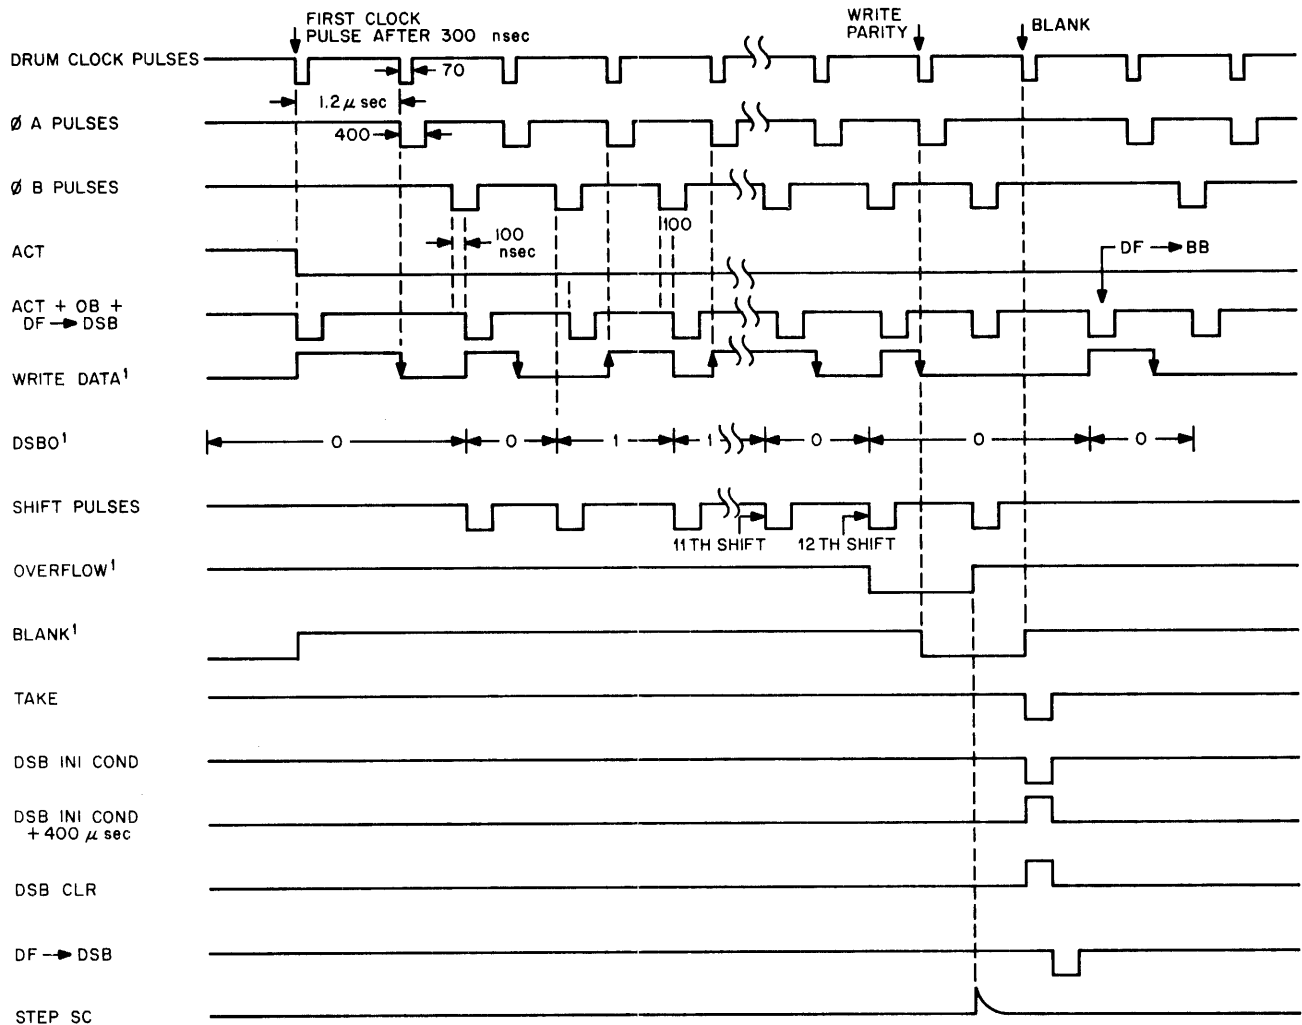 FIRST CLOCK
PULSE AFTER 300 nsec
WRITE
PARITY
BLANK
DRUM CLOCK PULSES
70
1.2 μ sec
Ø A PULSES
400
Ø B PULSES
100
nsec
100
ACT
DF → BB
ACT + OB +
DF → DSB
WRITE DATA¹
DSBO¹
0
0
1
1
0
0
0
SHIFT PULSES
11 TH SHIFT
12 TH SHIFT
OVERFLOW¹
BLANK¹
TAKE
DSB INI COND
DSB INI COND
+ 400 μ sec
DSB CLR
DF → DSB
STEP SC